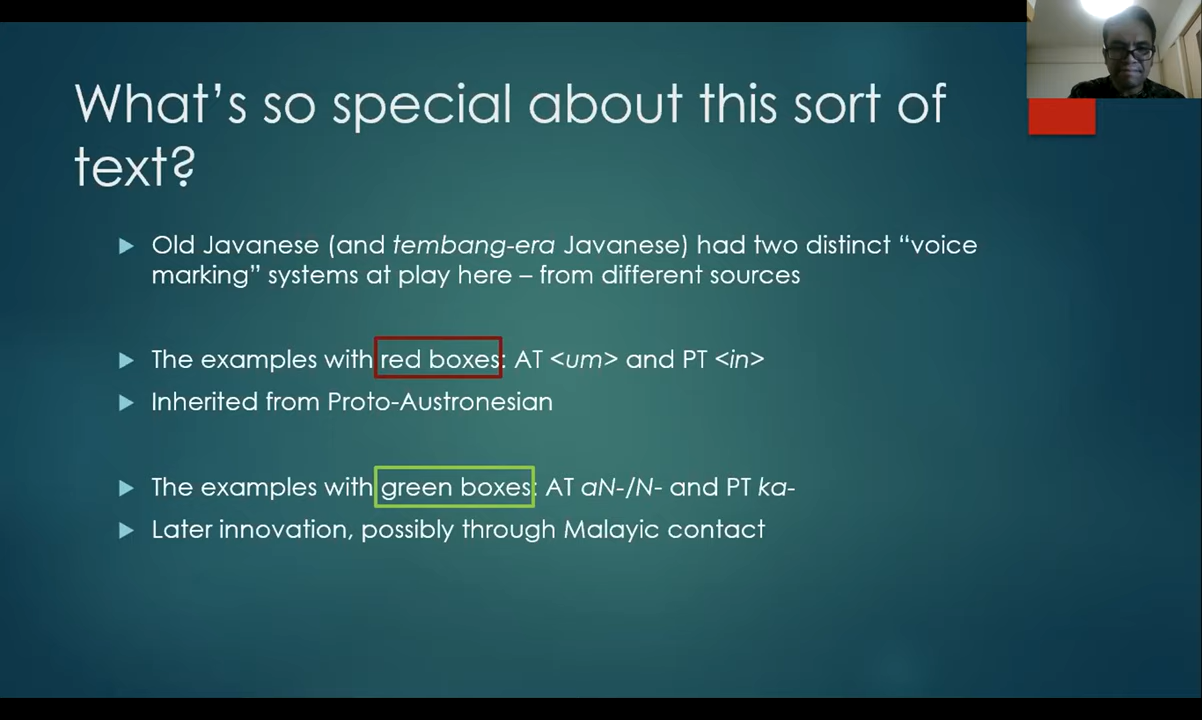 What’s so special about this sort of
text?
Old Javanese (and tembang-era Javanese) had two distinct “voice
marking” systems at play here – from different sources
The examples with red boxes: AT <um> and PT <in>
Inherited from Proto-Austronesian
The examples with green boxes: AT aN-/N- and PT ka-
Later innovation, possibly through Malayic contact